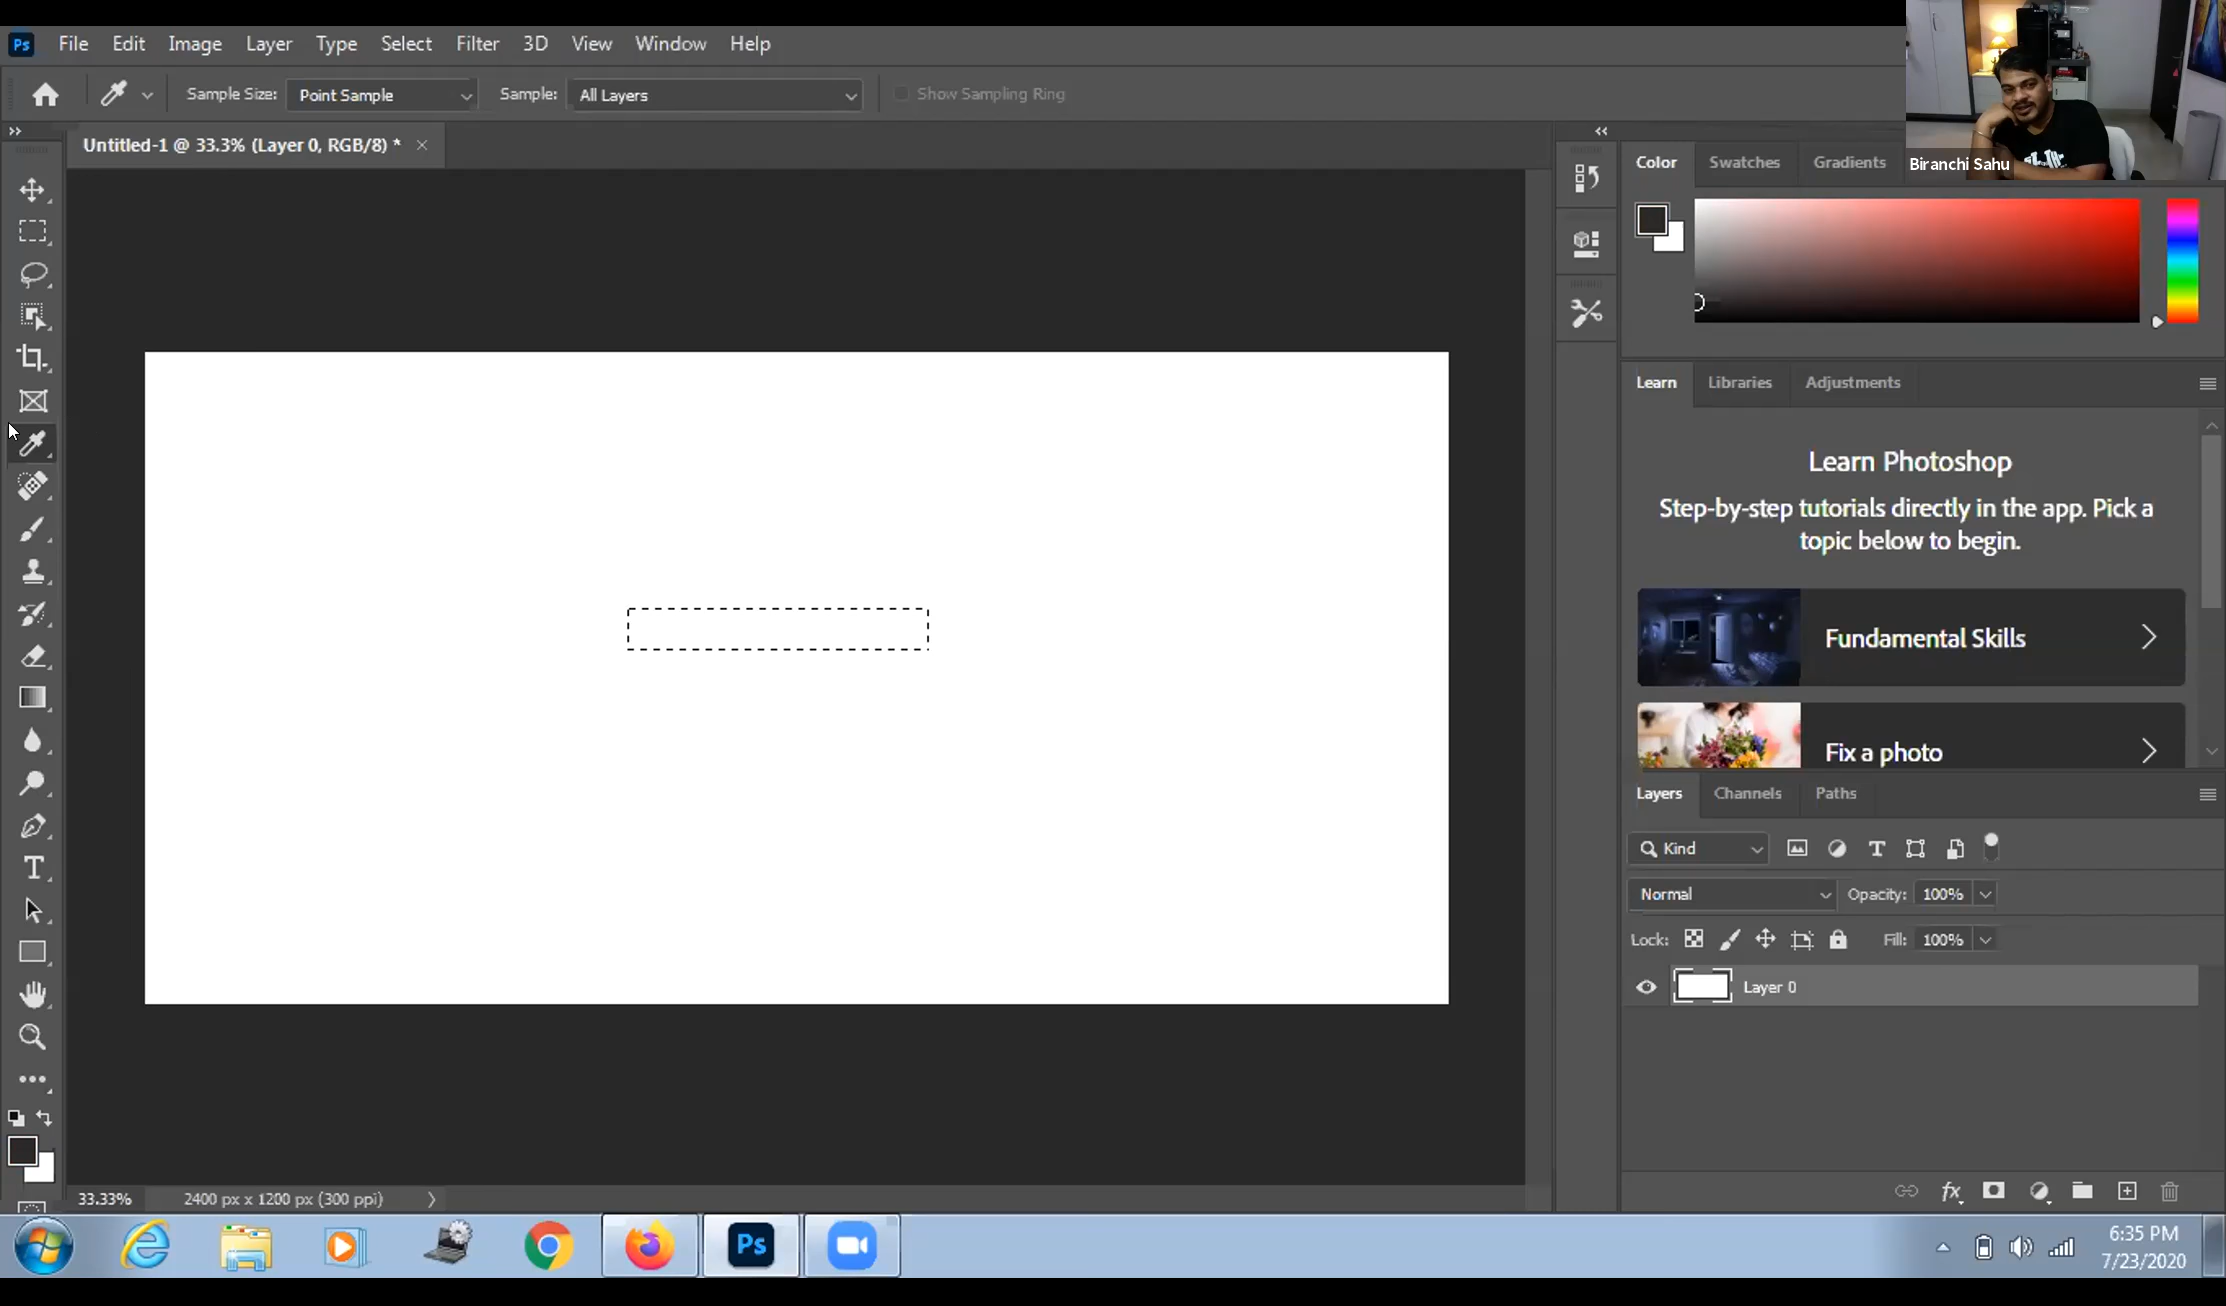 Ps File Edit Image Layer Type Select Filter 3D View Window Help
Sample Size: Point Sample Sample: All Layers Show Sampling Ring
Untitled-1 @ 33.3% (Layer 0, RGB/8) *
Biranchi Sahu
Color Swatches Gradients
Learn Libraries Adjustments
Learn Photoshop
Step-by-step tutorials directly in the app. Pick a
topic below to begin.
Fundamental Skills
Fix a photo
Layers Channels Paths
Kind
Normal Opacity: 100%
Lock: Fill: 100%
Layer 0
fx
33.33% 2400 px x 1200 px (300 ppi)
Ps
6:35 PM
7/23/2020